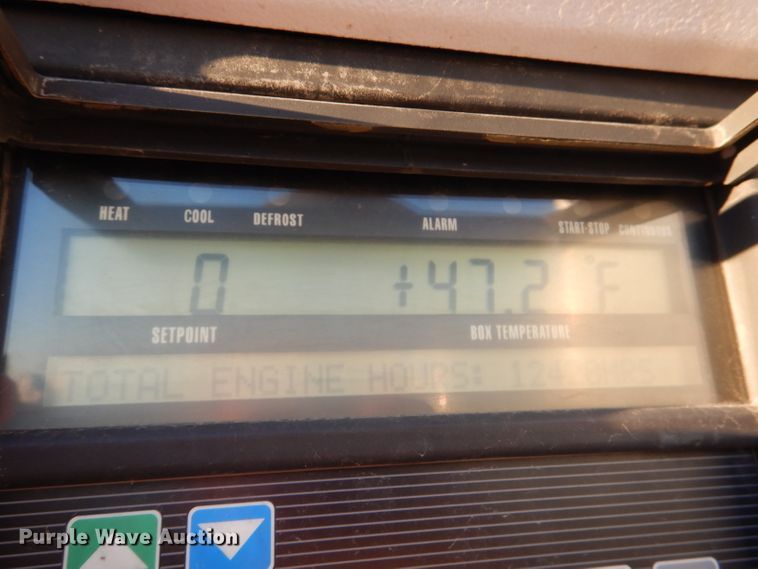 HEAT COOL DEFROST ALARM START-STOP CONTINUOUS
0 +47.2 °F
SETPOINT BOX TEMPERATURE
TOTAL ENGINE HOURS:
Purple Wave Auction